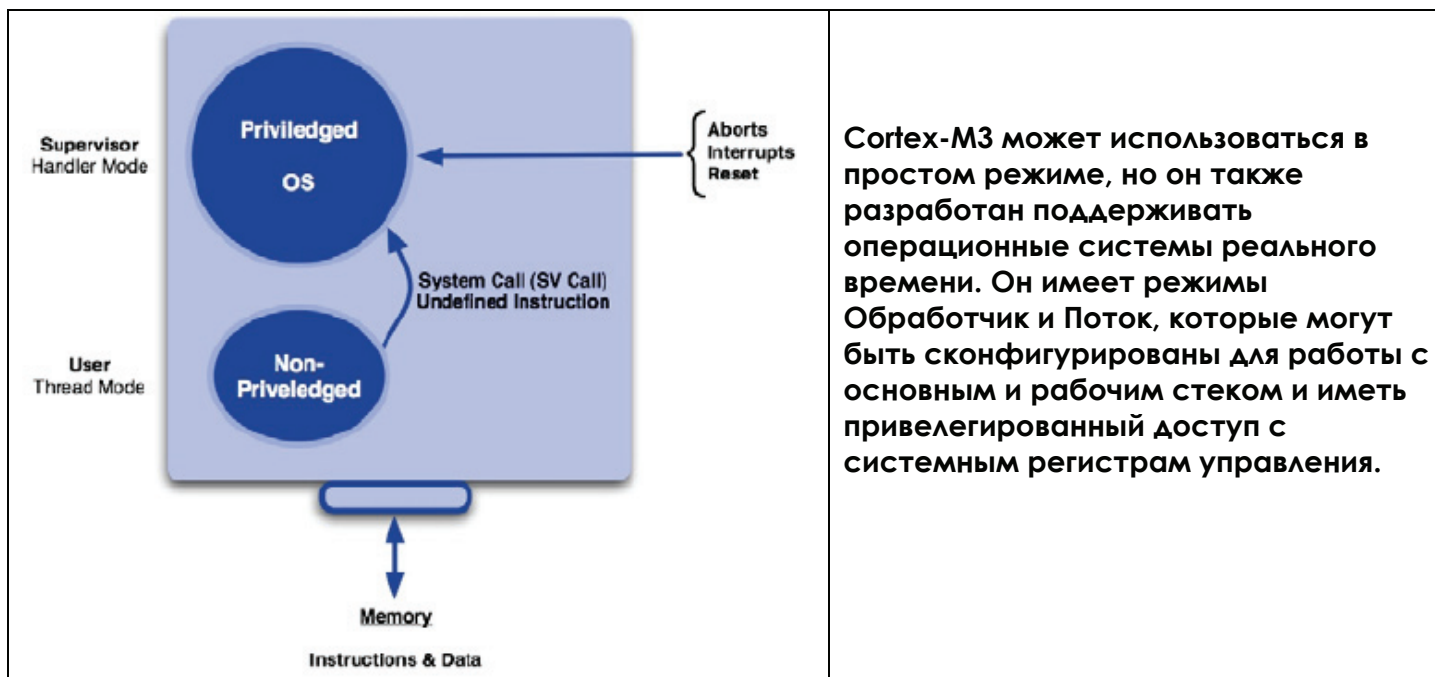 Priviledged
OS
Supervisor
Handler Mode
Aborts
Interrupts
Reset
System Call (SV Call)
Undefined Instruction
Non-
Priveledged
User
Thread Mode
Memory
Instructions & Data
Cortex-M3 может использоваться в
простом режиме, но он также
разработан поддерживать
операционные системы реального
времени. Он имеет режимы
Обработчик и Поток, которые могут
быть сконфигурированы для работы с
основным и рабочим стеком и иметь
привелегированный доступ с
системным регистрам управления.